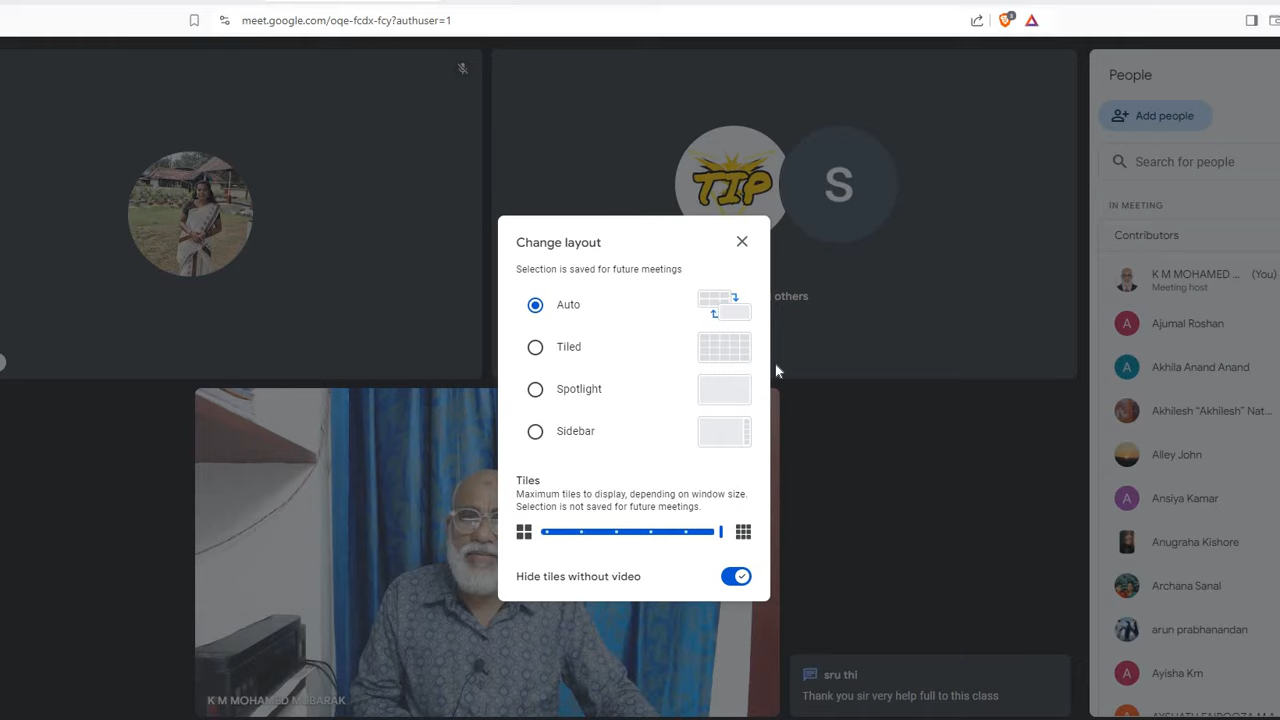 meet.google.com/oqe-fcdx-fcy?authuser=1
3
People
Add people
TIP
S
Search for people
IN MEETING
Change layout
Contributors
Selection is saved for future meetings
K M MOHAMED ... (You)
Meeting host
others
Auto
Ajumal Roshan
Tiled
Akhila Anand Anand
Spotlight
Akhilesh “Akhilesh” Nat...
Sidebar
Alley John
Tiles
Maximum tiles to display, depending on window size.
Selection is not saved for future meetings.
Ansiya Kamar
Anugraha Kishore
Hide tiles without video
Archana Sanal
arun prabhanandan
sru thi
Ayisha Km
Thank you sir very help full to this class
K M MOHAMED MUBARAK